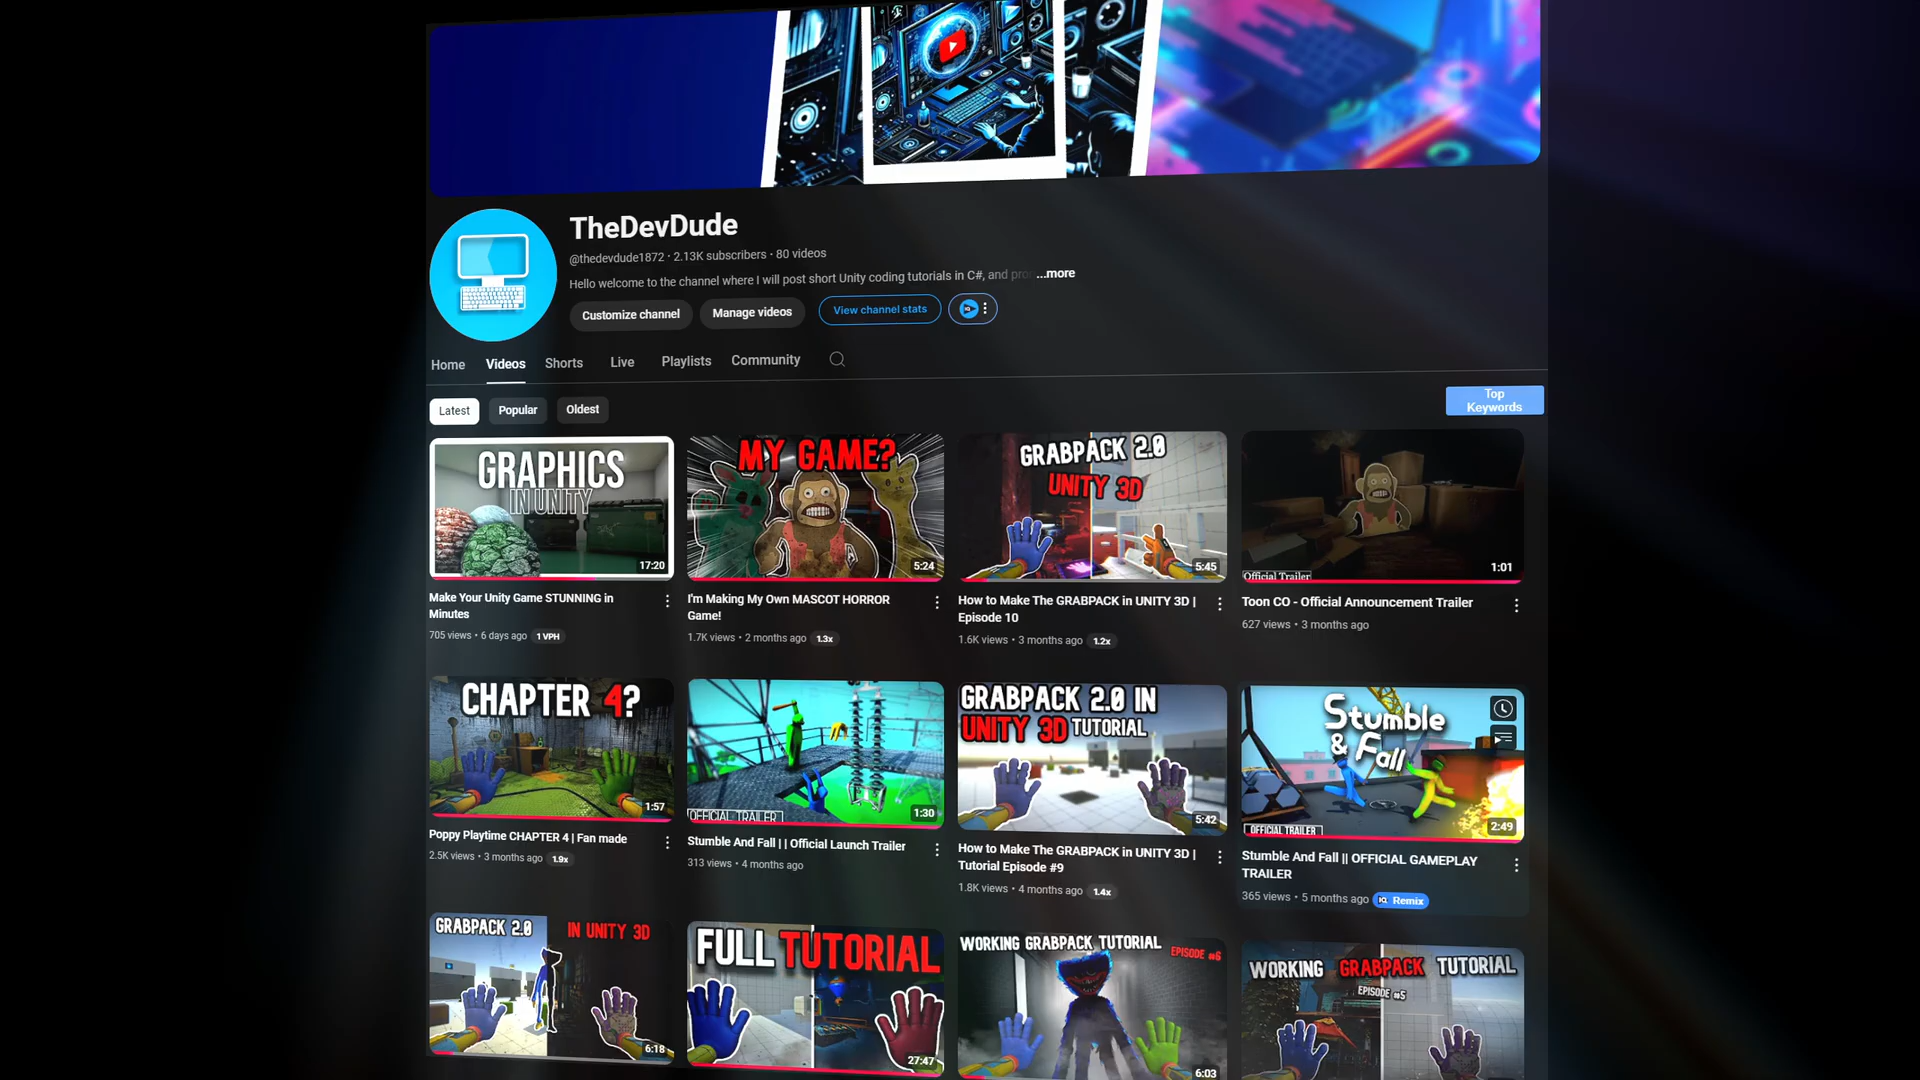 TheDevDude
@thedevdude1872 · 2.13K subscribers · 80 videos
Hello welcome to the channel where I will post short Unity coding tutorials in C#, and pro ...more
Customize channel
Manage videos
View channel stats
Home
Videos
Shorts
Live
Playlists
Community
Latest
Popular
Oldest
Top
Keywords
GRAPHICS
IN UNITY
17:20
MY GAME?
5:24
GRABPACK 2.0
UNITY 3D
5:45
Official Trailer
1:01
Make Your Unity Game STUNNING in
Minutes
705 views • 6 days ago 1 VPH
I'm Making My Own MASCOT HORROR
Game!
1.7K views • 2 months ago 1.3x
How to Make The GRABPACK in UNITY 3D |
Episode 10
1.6K views • 3 months ago 1.2x
Toon CO - Official Announcement Trailer
627 views • 3 months ago
CHAPTER 4?
1:57
OFFICIAL TRAILER
1:30
GRABPACK 2.0 IN
UNITY 3D TUTORIAL
5:42
Stumble
& Fall
OFFICIAL TRAILER
2:49
Poppy Playtime CHAPTER 4 | Fan made
2.5K views • 3 months ago 1.9x
Stumble And Fall | | Official Launch Trailer
313 views • 4 months ago
How to Make The GRABPACK in UNITY 3D |
Tutorial Episode #9
1.8K views • 4 months ago 1.4x
Stumble And Fall || OFFICIAL GAMEPLAY
TRAILER
365 views • 5 months ago Remix
GRABPACK 2.0
IN UNITY 3D
6:18
FULL TUTORIAL
27:47
WORKING GRABPACK TUTORIAL
EPISODE #6
6:03
WORKING GRABPACK TUTORIAL
EPISODE #5